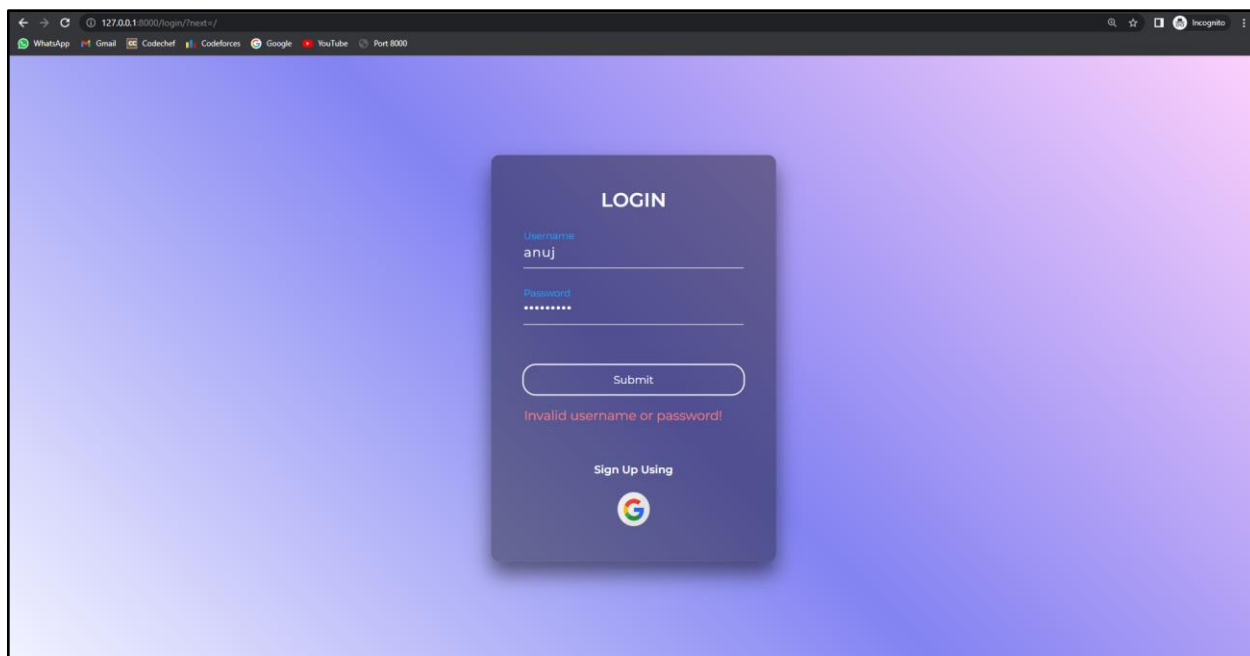 127.0.0.1:8000/login/?next=/
Incognito
WhatsApp Gmail CC Codechef Codeforces Google YouTube Port 8000
LOGIN
Username
anuj
Password
•••••••••
Submit
Invalid username or password!
Sign Up Using
G